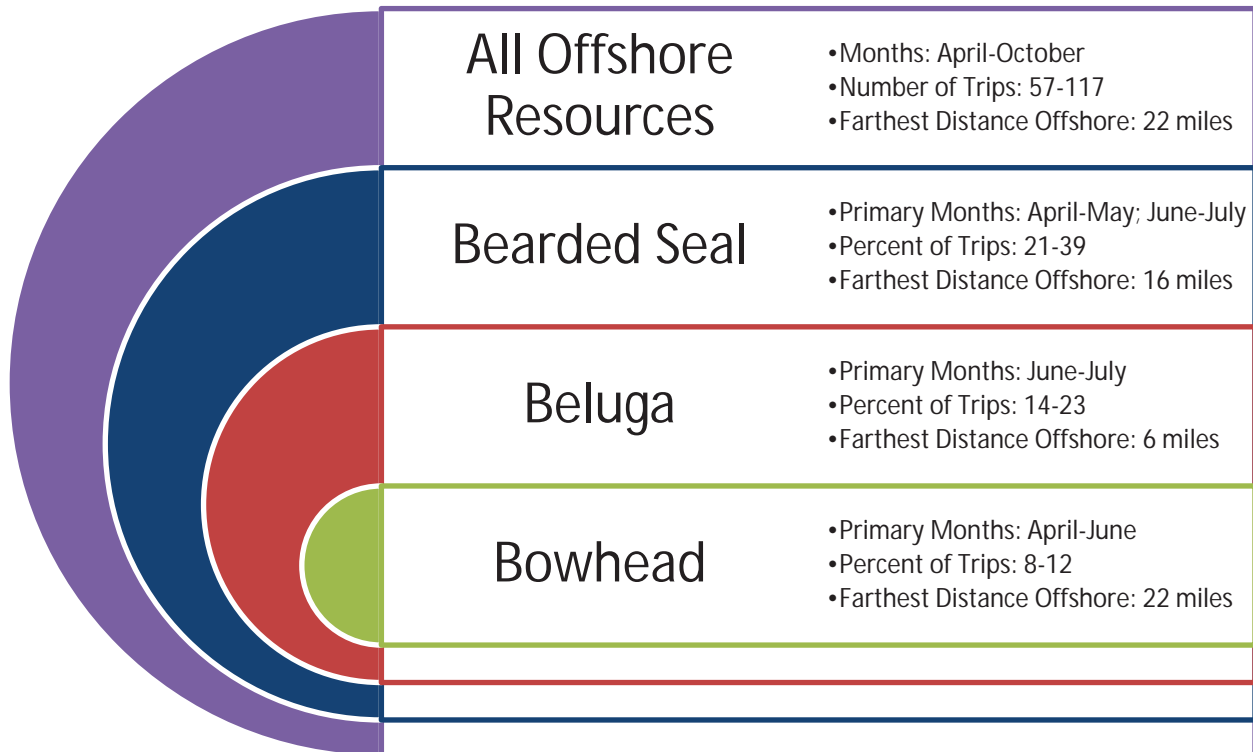 All Offshore
Resources
•Months: April-October
•Number of Trips: 57-117
•Farthest Distance Offshore: 22 miles
Bearded Seal
•Primary Months: April-May; June-July
•Percent of Trips: 21-39
•Farthest Distance Offshore: 16 miles
Beluga
•Primary Months: June-July
•Percent of Trips: 14-23
•Farthest Distance Offshore: 6 miles
Bowhead
•Primary Months: April-June
•Percent of Trips: 8-12
•Farthest Distance Offshore: 22 miles